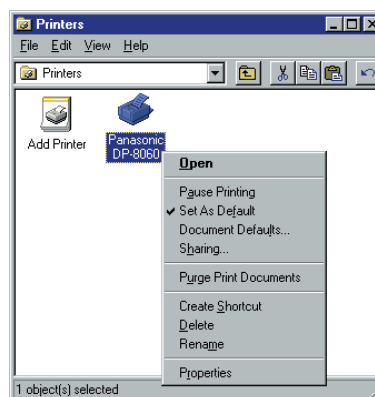 Printers
File Edit View Help
Printers
Add Printer
Panasonic
DP-8060
Open
Pause Printing
Set As Default
Document Defaults...
Sharing...
Purge Print Documents
Create Shortcut
Delete
Rename
Properties
1 object(s) selected